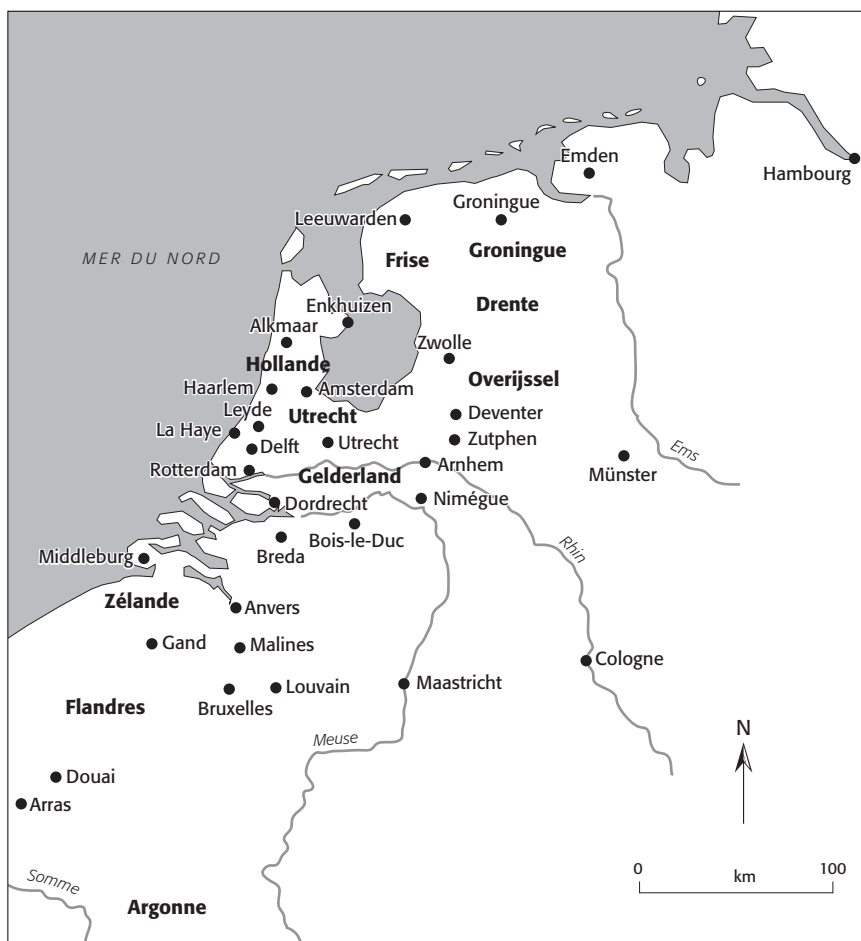 Emden
Hambourg
Leeuwarden
Groningue
Groningue
Frise
MER DU NORD
Drente
Enkhuizen
Alkmaar
Zwolle
Hollande
Overijssel
Haarlem
Amsterdam
Leyde
Utrecht
Deventer
La Haye
Utrecht
Zutphen
Delft
Ems
Rotterdam
Arnhem
Gelderland
Münster
Dordrecht
Nimégue
Bois-le-Duc
Breda
Rhin
Middleburg
Zélande
Anvers
Gand
Malines
Cologne
Louvain
Maastricht
Bruxelles
Flandres
N
Meuse
Douai
Arras
0 100
km
Somme
Argonne